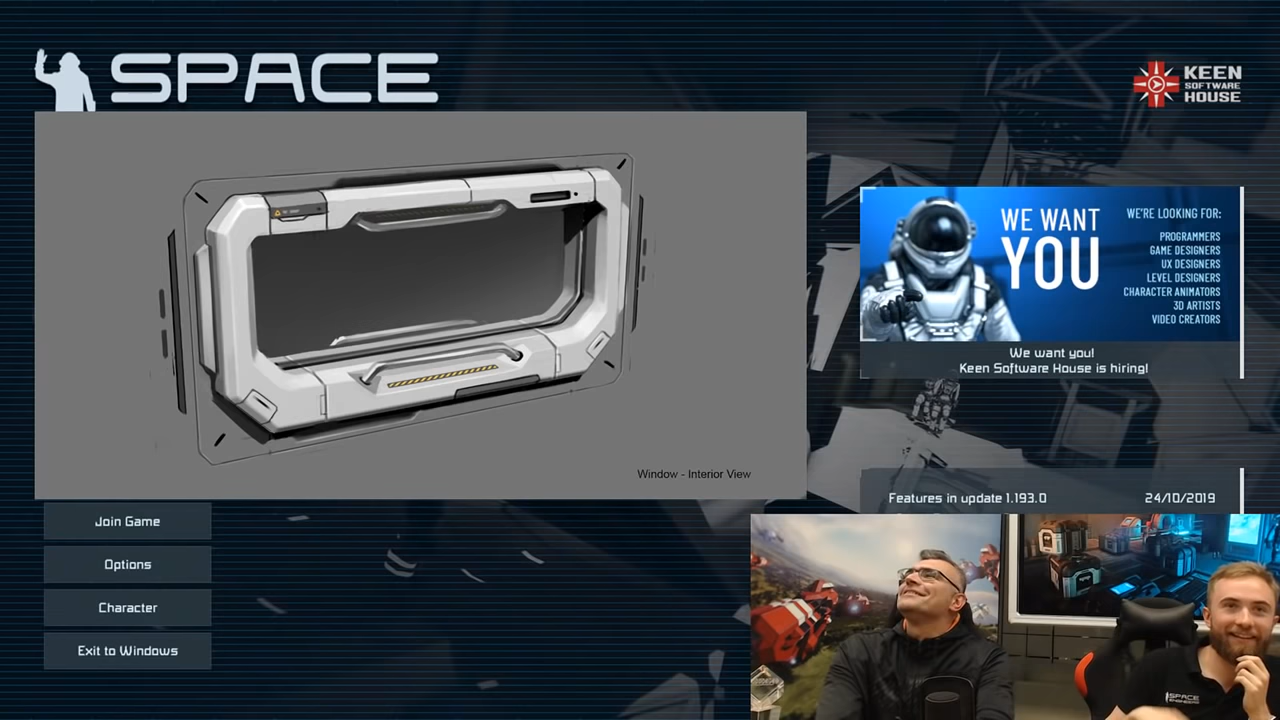 SPACE
KEEN
SOFTWARE
HOUSE
WE WANT
YOU
WE'RE LOOKING FOR:
PROGRAMMERS
GAME DESIGNERS
UX DESIGNERS
LEVEL DESIGNERS
CHARACTER ANIMATORS
3D ARTISTS
VIDEO CREATORS
We want you!
Keen Software House is hiring!
Window - Interior View
Features in update 1.193.0
24/10/2019
Join Game
Options
Character
Exit to Windows
SPACE
ENGINEERS